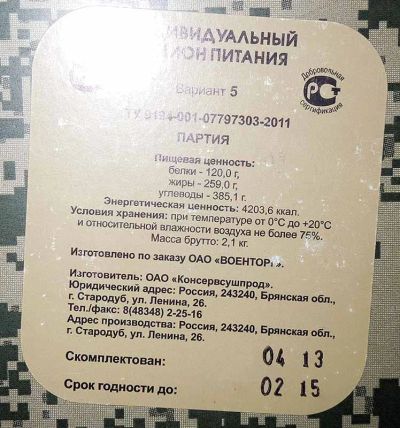 ИВИДУАЛЬНЫЙ
ИОН ПИТАНИЯ
Вариант 5
Добровольная
РСТ
сертификация
ТУ 9194-001-07797303-2011
ПАРТИЯ
Пищевая ценность:
белки - 120,0 г,
жиры - 259.0 г,
углеводы - 385,1 г.
Энергетическая ценность: 4203,6 ккал.
Условия хранения: при температуре от 0°С до +20°С
и относительной влажности воздуха не более 75%.
Масса брутто: 2,1 кг.
Изготовлено по заказу ОАО «ВОЕНТОРГ».
Изготовитель: ОАО «Консервсушпрод».
Юридический адрес: Россия, 243240, Брянская обл.,
г. Стародуб, ул. Ленина, 26.
Тел./факс: 8(48348) 2-25-16
Адрес производства: Россия, 243240, Брянская обл.,
г. Стародуб, ул. Ленина, 26.
Скомплектован: 04 13
Срок годности до: 02 15